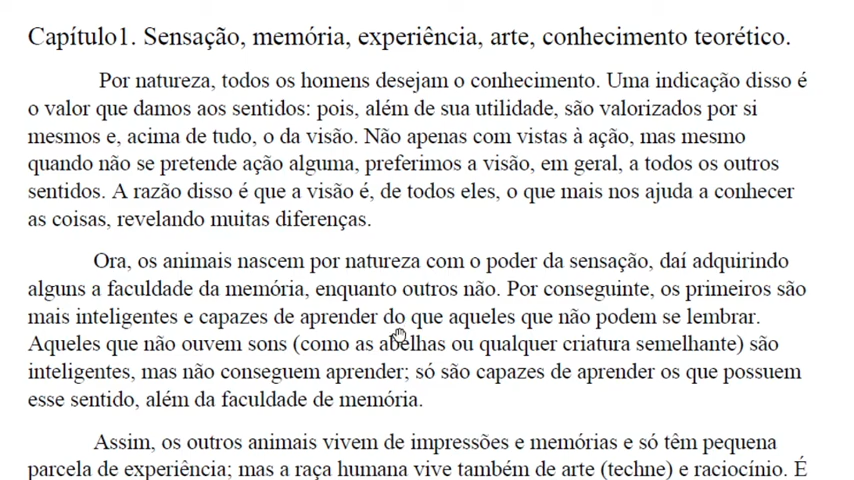 Capítulo1. Sensação, memória, experiência, arte, conhecimento teorético.
Por natureza, todos os homens desejam o conhecimento. Uma indicação disso é
o valor que damos aos sentidos: pois, além de sua utilidade, são valorizados por si
mesmos e, acima de tudo, o da visão. Não apenas com vistas à ação, mas mesmo
quando não se pretende ação alguma, preferimos a visão, em geral, a todos os outros
sentidos. A razão disso é que a visão é, de todos eles, o que mais nos ajuda a conhecer
as coisas, revelando muitas diferenças.
Ora, os animais nascem por natureza com o poder da sensação, daí adquirindo
alguns a faculdade da memória, enquanto outros não. Por conseguinte, os primeiros são
mais inteligentes e capazes de aprender do que aqueles que não podem se lembrar.
Aqueles que não ouvem sons (como as abelhas ou qualquer criatura semelhante) são
inteligentes, mas não conseguem aprender; só são capazes de aprender os que possuem
esse sentido, além da faculdade de memória.
Assim, os outros animais vivem de impressões e memórias e só têm pequena
parcela de experiência; mas a raça humana vive também de arte (techne) e raciocínio. É